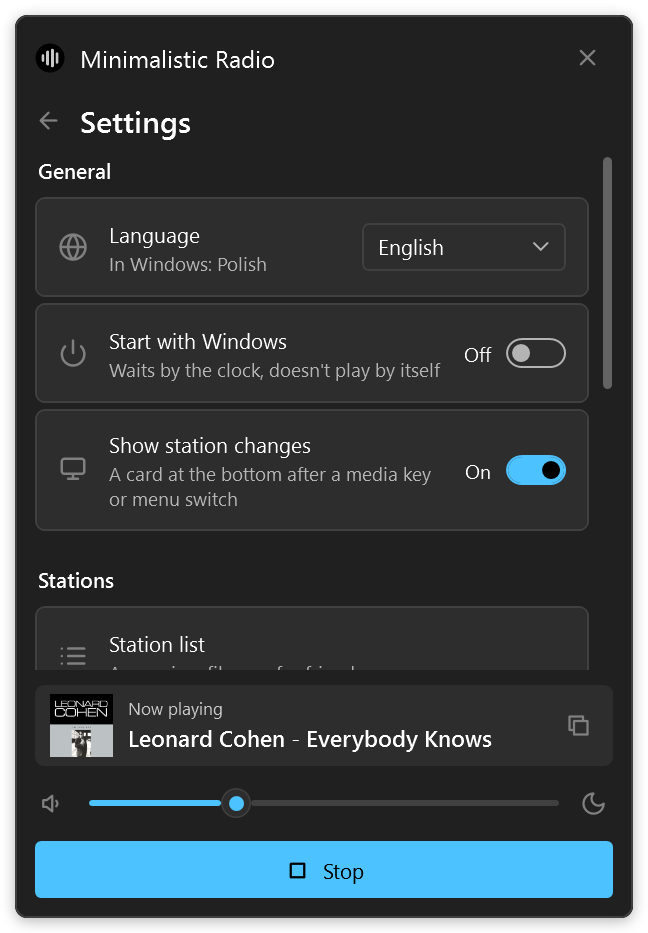 Minimalistic Radio
Settings
General
Language
In Windows: Polish
English
Start with Windows
Waits by the clock, doesn't play by itself
Off
Show station changes
A card at the bottom after a media key
or menu switch
On
Stations
Station list
LEONARD
COHEN
Now playing
Leonard Cohen - Everybody Knows
Stop